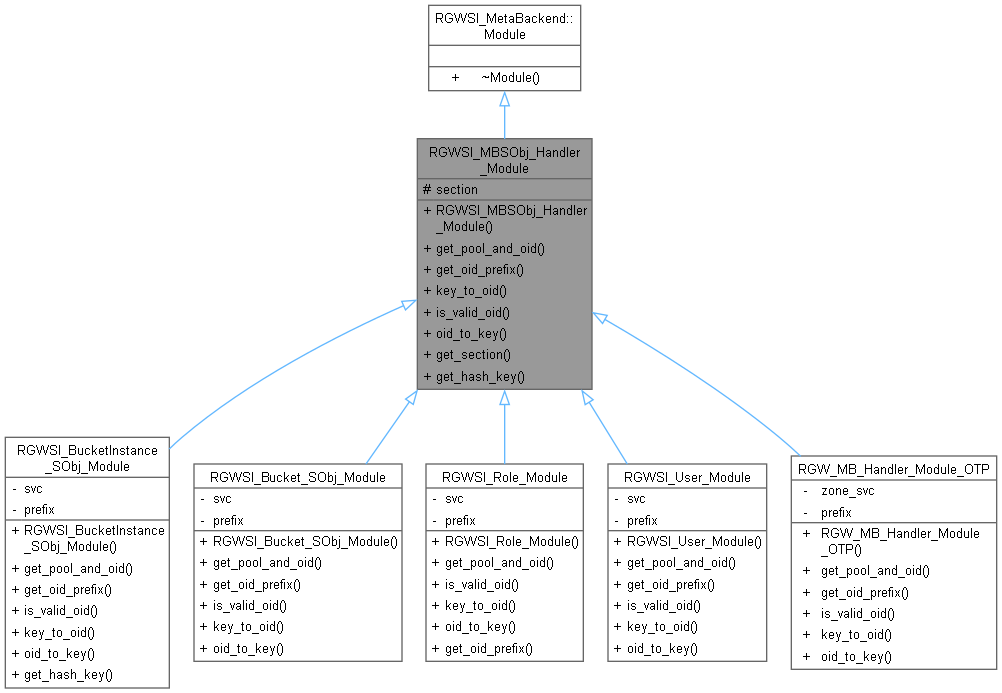 RGWSI_MetaBackend::
Module
+ ~Module()
RGWSI_MBSObj_Handler
_Module
# section
+ RGWSI_MBSObj_Handler
_Module()
+ get_pool_and_oid()
+ get_oid_prefix()
+ key_to_oid()
+ is_valid_oid()
+ oid_to_key()
+ get_section()
+ get_hash_key()
RGWSI_BucketInstance
_SObj_Module
- svc
- prefix
+ RGWSI_BucketInstance
_SObj_Module()
+ get_pool_and_oid()
+ get_oid_prefix()
+ is_valid_oid()
+ key_to_oid()
+ oid_to_key()
+ get_hash_key()
RGWSI_Bucket_SObj_Module
- svc
- prefix
+ RGWSI_Bucket_SObj_Module()
+ get_pool_and_oid()
+ get_oid_prefix()
+ is_valid_oid()
+ key_to_oid()
+ oid_to_key()
RGWSI_Role_Module
- svc
- prefix
+ RGWSI_Role_Module()
+ get_pool_and_oid()
+ is_valid_oid()
+ key_to_oid()
+ oid_to_key()
+ get_oid_prefix()
RGWSI_User_Module
- svc
- prefix
+ RGWSI_User_Module()
+ get_pool_and_oid()
+ get_oid_prefix()
+ is_valid_oid()
+ key_to_oid()
+ oid_to_key()
RGW_MB_Handler_Module_OTP
- zone_svc
- prefix
+ RGW_MB_Handler_Module
_OTP()
+ get_pool_and_oid()
+ get_oid_prefix()
+ is_valid_oid()
+ key_to_oid()
+ oid_to_key()